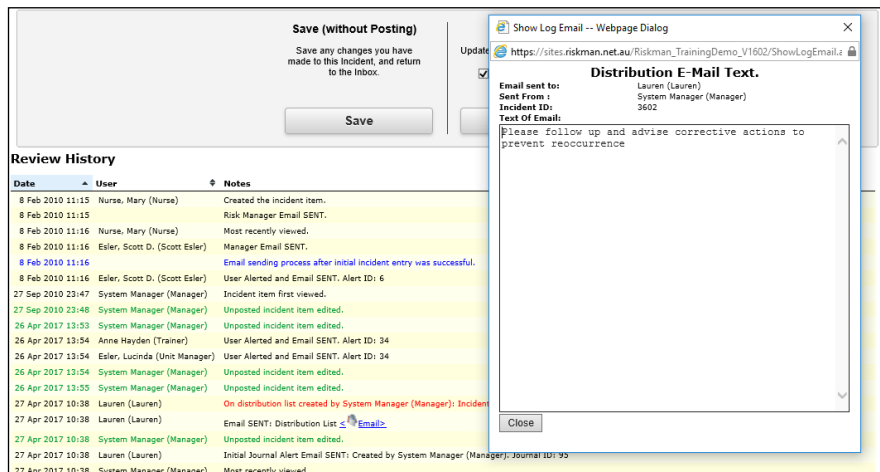 Save (without Posting)
Save any changes you have
made to this Incident, and return
to the Inbox.
Save
Update
Show Log Email -- Webpage Dialog
https://sites.riskman.net.au/Riskman_TrainingDemo_V1602/ShowLogEmail.a
Distribution E-Mail Text.
Email sent to: Lauren (Lauren)
Sent From : System Manager (Manager)
Incident ID: 3602
Text Of Email:
Please follow up and advise corrective actions to
prevent reoccurrence
Close
Review History
Date User Notes
8 Feb 2010 11:15 Nurse, Mary (Nurse) Created the incident item.
8 Feb 2010 11:15 Risk Manager Email SENT.
8 Feb 2010 11:16 Nurse, Mary (Nurse) Most recently viewed.
8 Feb 2010 11:16 Esler, Scott D. (Scott Esler) Manager Email SENT.
8 Feb 2010 11:16 Email sending process after initial incident entry was successful.
8 Feb 2010 11:16 Esler, Scott D. (Scott Esler) User Alerted and Email SENT. Alert ID: 6
27 Sep 2010 23:47 System Manager (Manager) Incident item first viewed.
27 Sep 2010 23:48 System Manager (Manager) Unposted incident item edited.
26 Apr 2017 13:53 System Manager (Manager) Unposted incident item edited.
26 Apr 2017 13:54 Anne Hayden (Trainer) User Alerted and Email SENT. Alert ID: 34
26 Apr 2017 13:54 Esler, Lucinda (Unit Manager) User Alerted and Email SENT. Alert ID: 34
26 Apr 2017 13:54 System Manager (Manager) Unposted incident item edited.
26 Apr 2017 13:55 System Manager (Manager) Unposted incident item edited.
27 Apr 2017 10:38 Lauren (Lauren) On distribution list created by System Manager (Manager): Incident
27 Apr 2017 10:38 Lauren (Lauren) Email SENT: Distribution List < Email>
27 Apr 2017 10:38 System Manager (Manager) Unposted incident item edited.
27 Apr 2017 10:38 Lauren (Lauren) Initial Journal Alert Email SENT: Created by System Manager (Manager). Journal ID: 95
27 Apr 2017 10:38 System Manager (Manager) Most recently viewed.